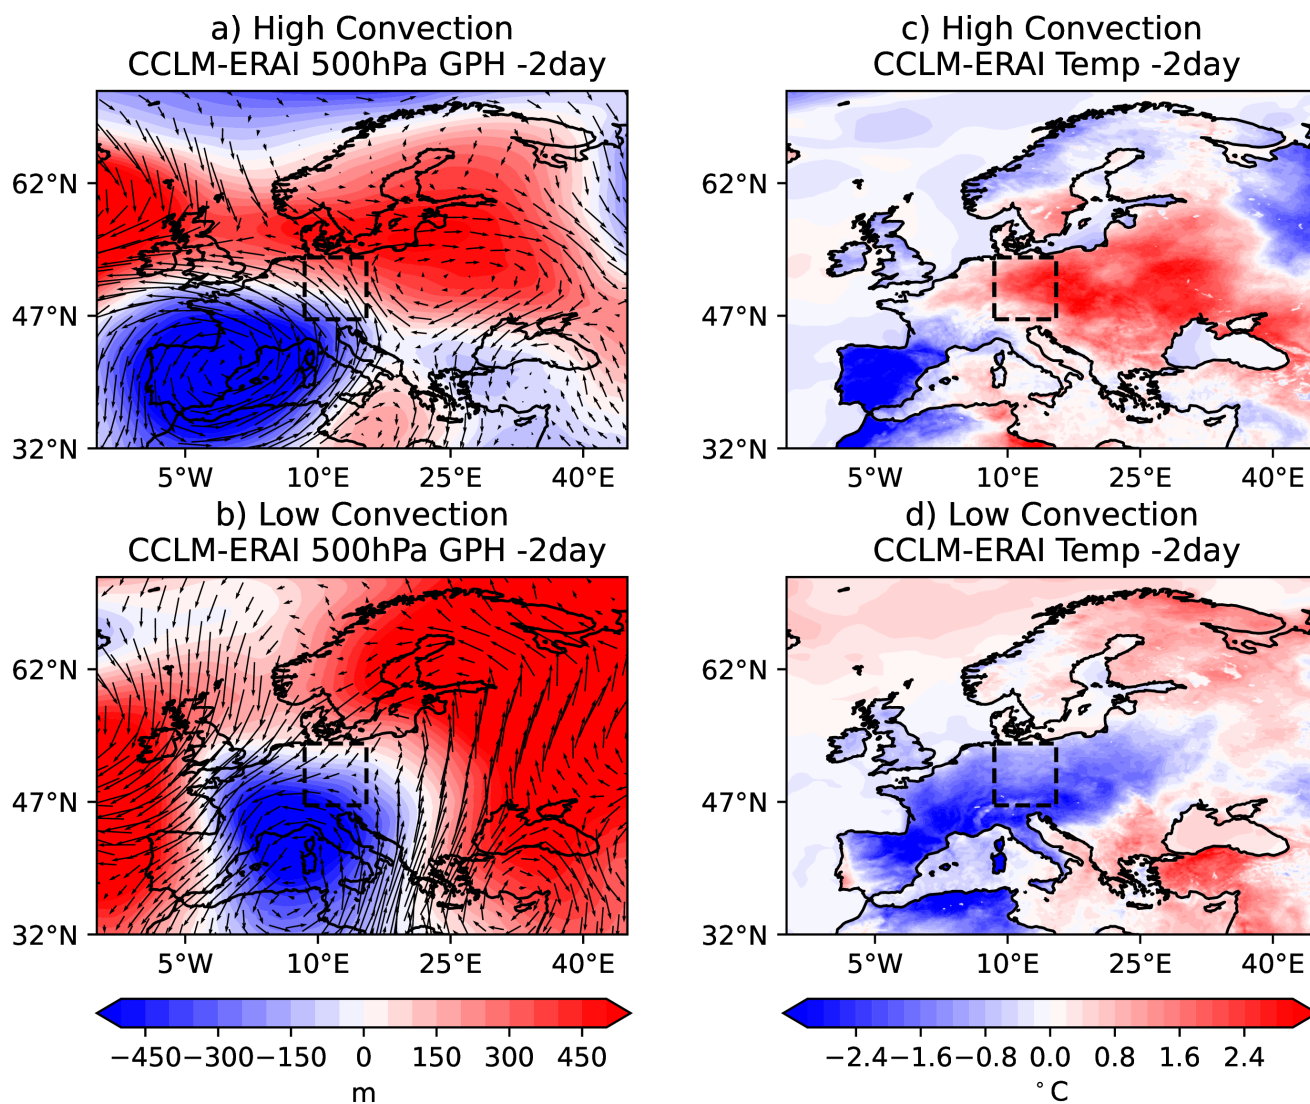 a) High Convection
CCLM-ERAI 500hPa GPH -2day
62°N
47°N
32°N
5°W 10°E 25°E 40°E
c) High Convection
CCLM-ERAI Temp -2day
62°N
47°N
32°N
5°W 10°E 25°E 40°E
b) Low Convection
CCLM-ERAI 500hPa GPH -2day
62°N
47°N
32°N
5°W 10°E 25°E 40°E
d) Low Convection
CCLM-ERAI Temp -2day
62°N
47°N
32°N
5°W 10°E 25°E 40°E
−450 −300 −150 0 150 300 450
m
−2.4 −1.6 −0.8 0.0 0.8 1.6 2.4
°C